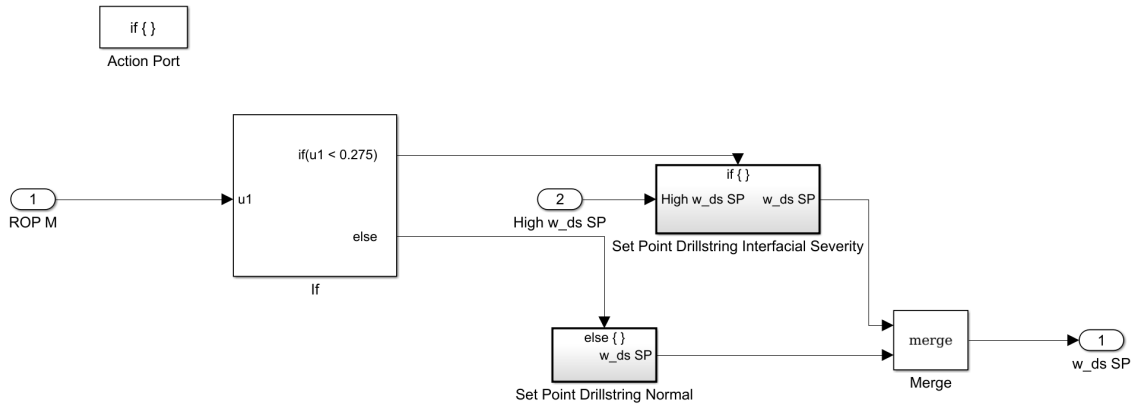 if { }
Action Port
if(u1 < 0.275)
u1
else
If
1
ROP M
2
High w_ds SP
if { }
High w_ds SP w_ds SP
Set Point Drillstring Interfacial Severity
else { }
w_ds SP
Set Point Drillstring Normal
merge
Merge
1
w_ds SP